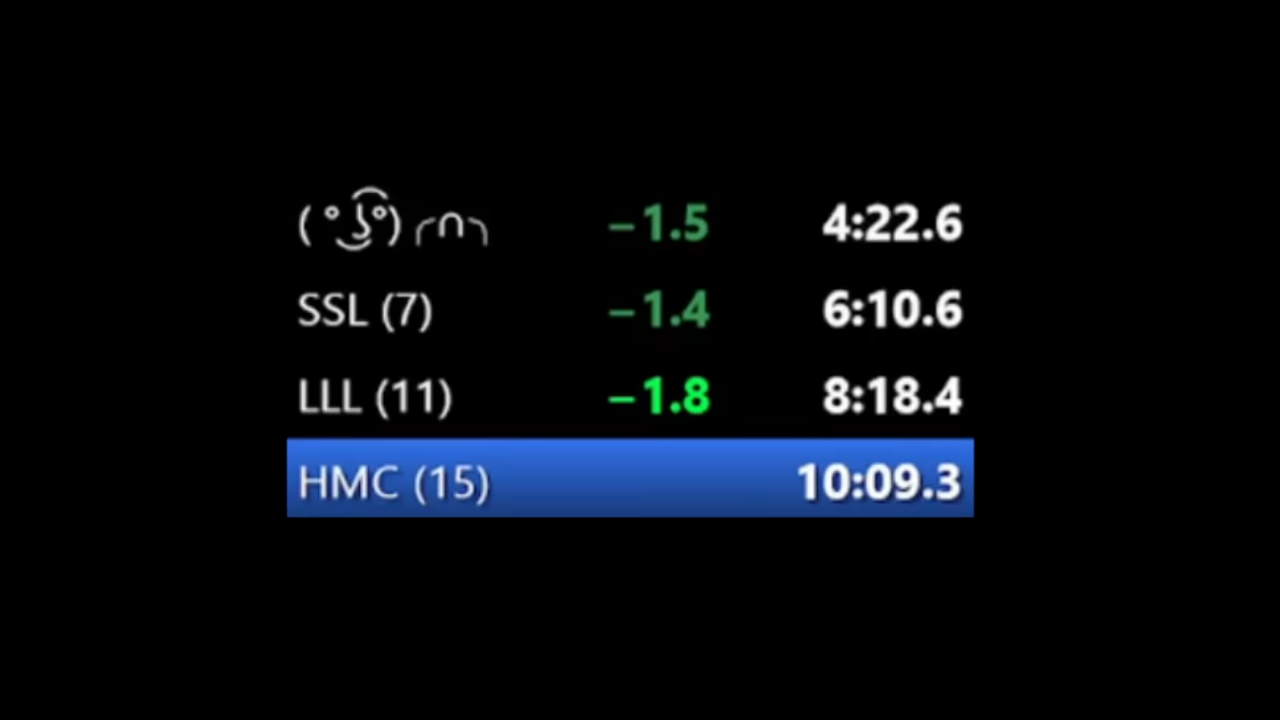 ( ͡° ͜ʖ ͡°) ╭∩╮ −1.5 4:22.6
SSL (7) −1.4 6:10.6
LLL (11) −1.8 8:18.4
HMC (15) 10:09.3